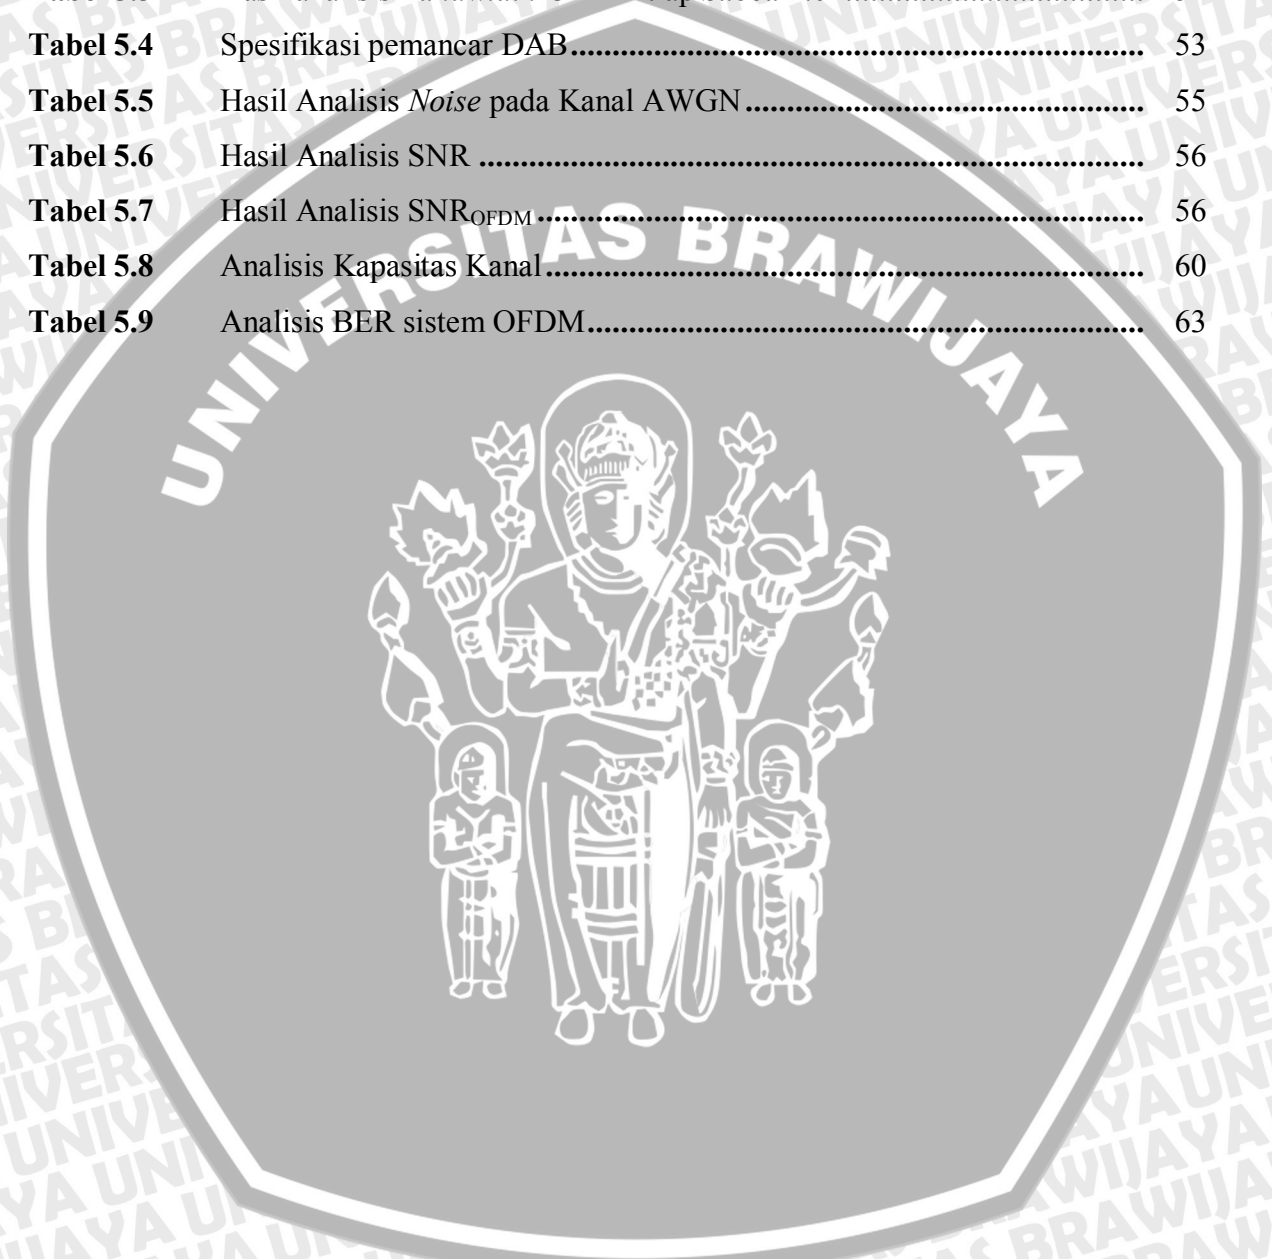 Tabel 5.4 Spesifikasi pemancar DAB 53
Tabel 5.5 Hasil Analisis Noise pada Kanal AWGN 55
Tabel 5.6 Hasil Analisis SNR 56
Tabel 5.7 Hasil Analisis SNR_OFDM 56
Tabel 5.8 Analisis Kapasitas Kanal 60
Tabel 5.9 Analisis BER sistem OFDM 63
UNIVERSITAS BRAWIJAYA